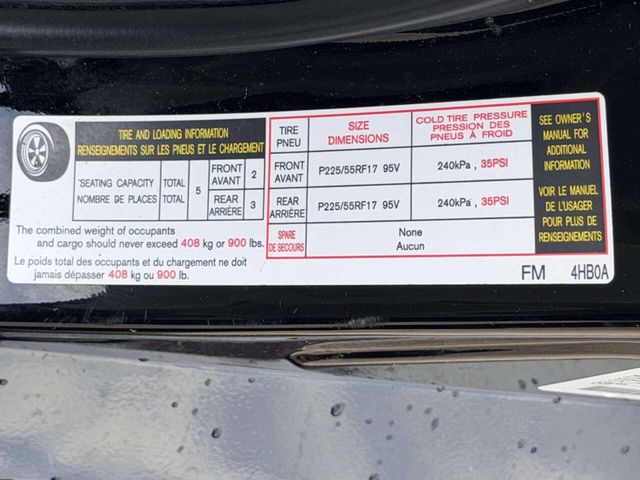 TIRE AND LOADING INFORMATION
RENSEIGNEMENTS SUR LES PNEUS ET LE CHARGEMENT
SEATING CAPACITY
NOMBRE DE PLACES
TOTAL
TOTAL
5
FRONT
AVANT
2
REAR
ARRIÈRE
3
The combined weight of occupants
and cargo should never exceed 408 kg or 900 lbs.
Le poids total des occupants et du chargement ne doit
jamais dépasser 408 kg ou 900 lb.
TIRE
PNEU
SIZE
DIMENSIONS
COLD TIRE PRESSURE
PRESSION DES
PNEUS À FROID
FRONT
AVANT
P225/55RF17 95V
240kPa , 35PSI
REAR
ARRIÈRE
P225/55RF17 95V
240kPa , 35PSI
SPARE
DE SECOURS
None
Aucun
SEE OWNER'S
MANUAL FOR
ADDITIONAL
INFORMATION
VOIR LE MANUEL
DE L'USAGER
POUR PLUS DE
RENSEIGNEMENTS
FM 4HB0A